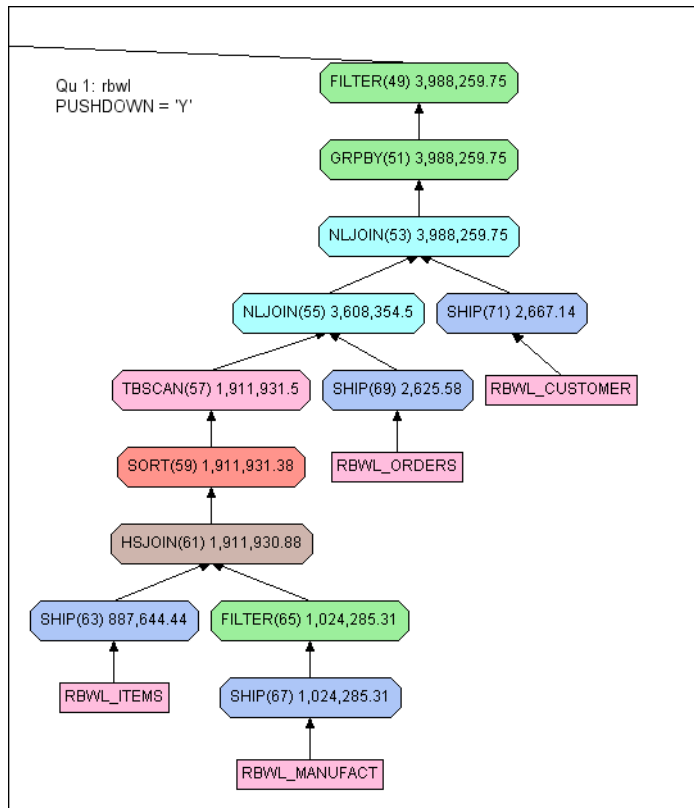 FILTER(49) 3,988,259.75
Qu 1: rbwl
PUSHDOWN = 'Y'
GRPBY(51) 3,988,259.75
NLJOIN(53) 3,988,259.75
NLJOIN(55) 3,608,354.5
SHIP(71) 2,667.14
TBSCAN(57) 1,911,931.5
SHIP(69) 2,625.58
RBWL_CUSTOMER
SORT(59) 1,911,931.38
RBWL_ORDERS
HSJOIN(61) 1,911,930.88
SHIP(63) 887,644.44
FILTER(65) 1,024,285.31
RBWL_ITEMS
SHIP(67) 1,024,285.31
RBWL_MANUFACT